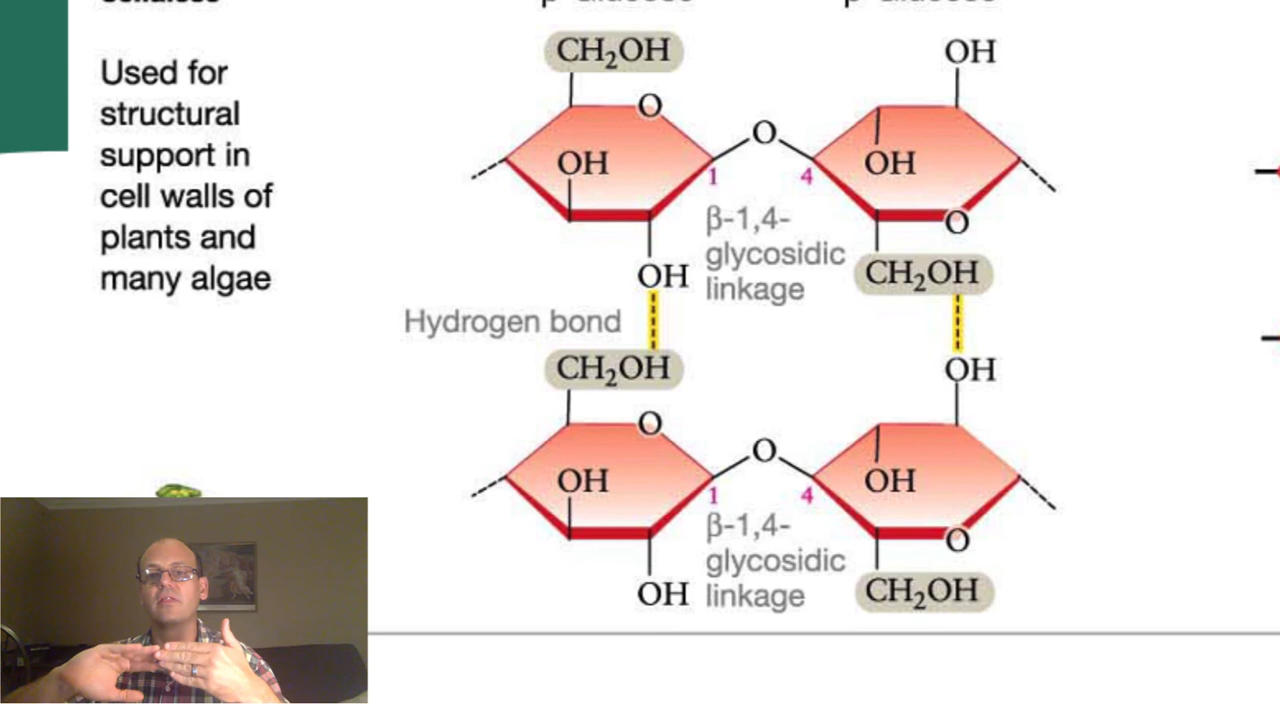 Used for
structural
support in
cell walls of
plants and
many algae
CH₂OH
OH
O
O
OH
OH
1
4
β-1,4-
glycosidic
linkage
O
OH
CH₂OH
Hydrogen bond
CH₂OH
OH
O
O
OH
OH
1
4
β-1,4-
glycosidic
linkage
O
OH
CH₂OH